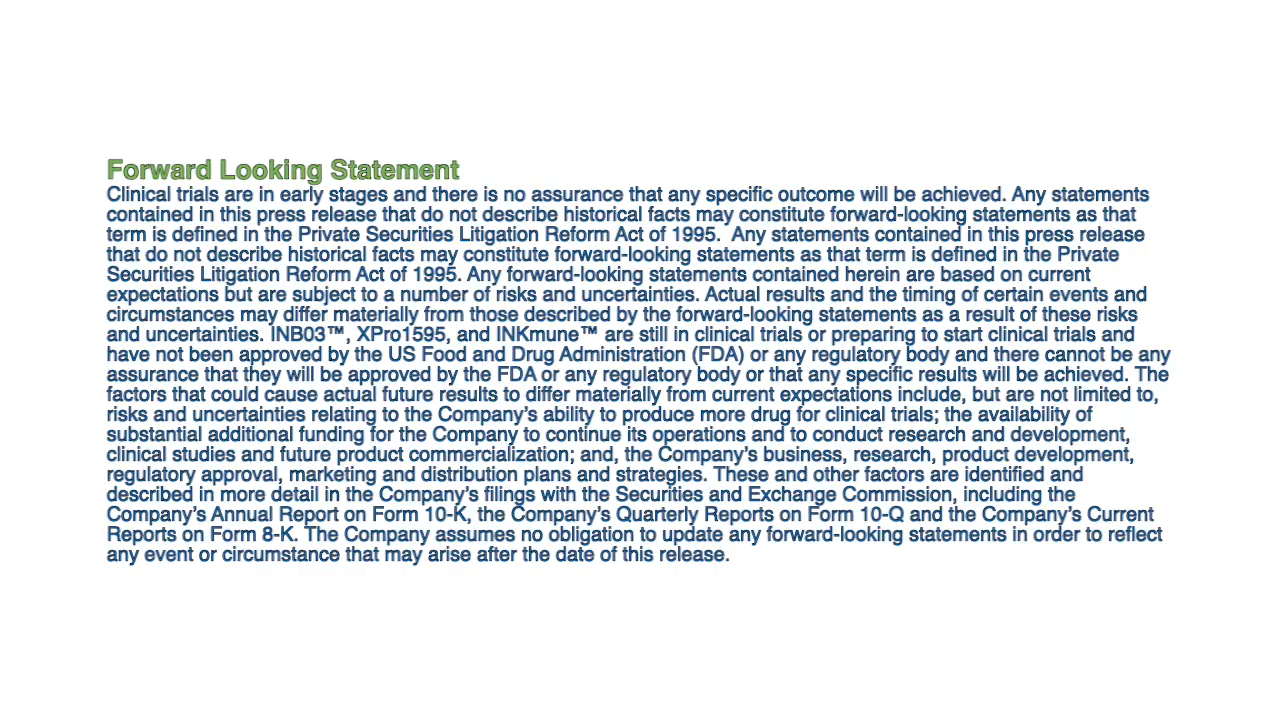 Forward Looking Statement
Clinical trials are in early stages and there is no assurance that any specific outcome will be achieved. Any statements
contained in this press release that do not describe historical facts may constitute forward-looking statements as that
term is defined in the Private Securities Litigation Reform Act of 1995.  Any statements contained in this press release
that do not describe historical facts may constitute forward-looking statements as that term is defined in the Private
Securities Litigation Reform Act of 1995. Any forward-looking statements contained herein are based on current
expectations but are subject to a number of risks and uncertainties. Actual results and the timing of certain events and
circumstances may differ materially from those described by the forward-looking statements as a result of these risks
and uncertainties. INB03™, XPro1595, and INKmune™ are still in clinical trials or preparing to start clinical trials and
have not been approved by the US Food and Drug Administration (FDA) or any regulatory body and there cannot be any
assurance that they will be approved by the FDA or any regulatory body or that any specific results will be achieved. The
factors that could cause actual future results to differ materially from current expectations include, but are not limited to,
risks and uncertainties relating to the Company’s ability to produce more drug for clinical trials; the availability of
substantial additional funding for the Company to continue its operations and to conduct research and development,
clinical studies and future product commercialization; and, the Company’s business, research, product development,
regulatory approval, marketing and distribution plans and strategies. These and other factors are identified and
described in more detail in the Company’s filings with the Securities and Exchange Commission, including the
Company’s Annual Report on Form 10-K, the Company’s Quarterly Reports on Form 10-Q and the Company’s Current
Reports on Form 8-K. The Company assumes no obligation to update any forward-looking statements in order to reflect
any event or circumstance that may arise after the date of this release.